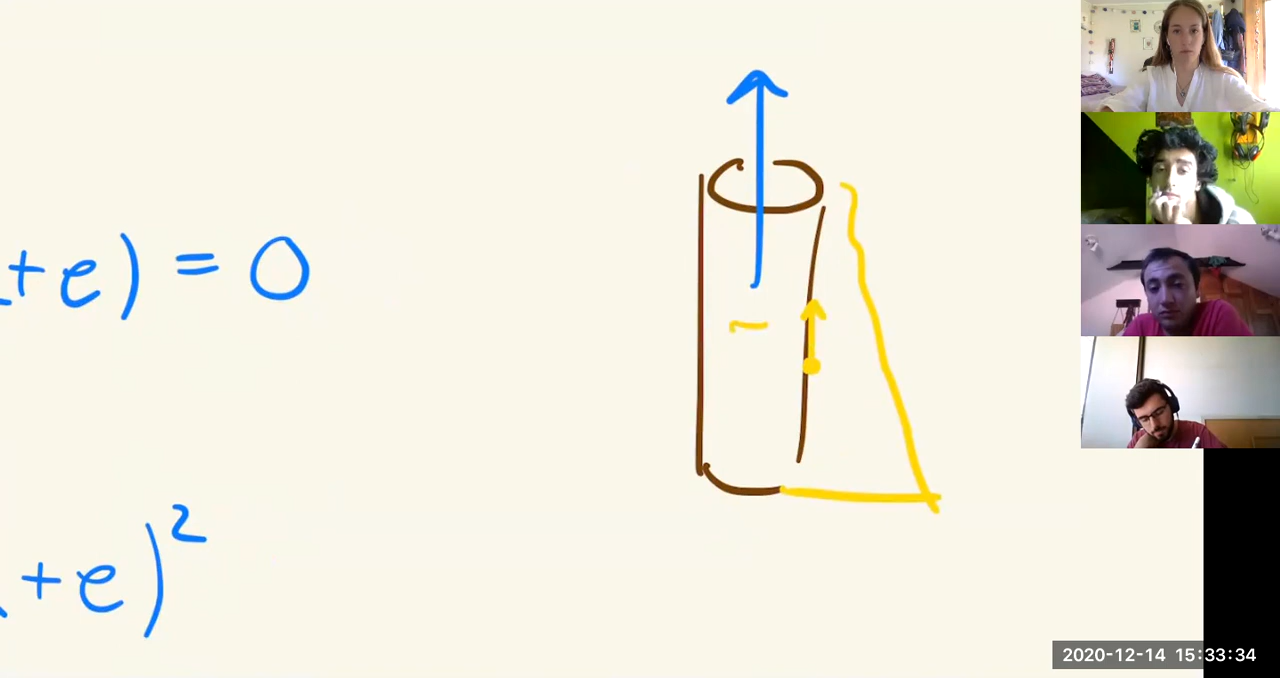 +e) = 0
+e)²
2020-12-14 15:33:34